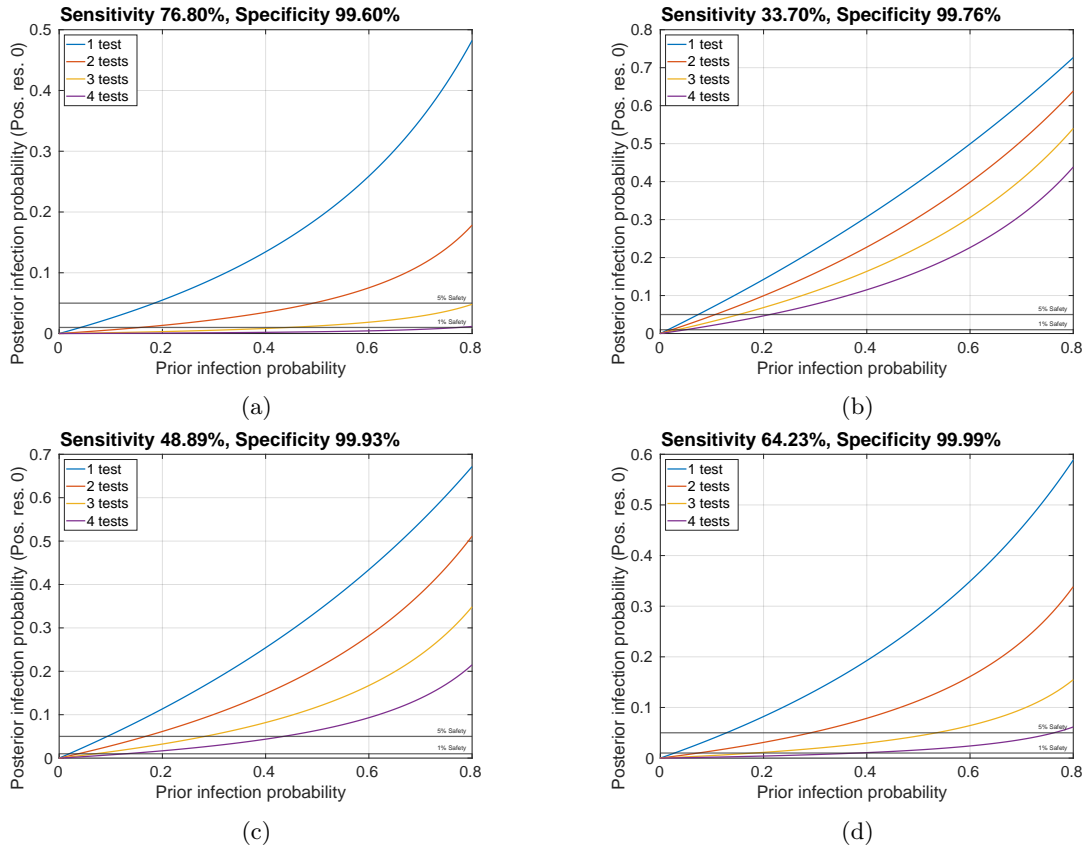 Sensitivity 76.80%, Specificity 99.60%
Posterior infection probability (Pos. res. 0)
0.5
0.4
0.3
0.2
0.1
0
1 test
2 tests
3 tests
4 tests
5% Safety
1% Safety
0 0.2 0.4 0.6 0.8
Prior infection probability
(a)
Sensitivity 33.70%, Specificity 99.76%
Posterior infection probability (Pos. res. 0)
0.8
0.7
0.6
0.5
0.4
0.3
0.2
0.1
0
1 test
2 tests
3 tests
4 tests
5% Safety
1% Safety
0 0.2 0.4 0.6 0.8
Prior infection probability
(b)
Sensitivity 48.89%, Specificity 99.93%
Posterior infection probability (Pos. res. 0)
0.7
0.6
0.5
0.4
0.3
0.2
0.1
0
1 test
2 tests
3 tests
4 tests
5% Safety
1% Safety
0 0.2 0.4 0.6 0.8
Prior infection probability
(c)
Sensitivity 64.23%, Specificity 99.99%
Posterior infection probability (Pos. res. 0)
0.6
0.5
0.4
0.3
0.2
0.1
0
1 test
2 tests
3 tests
4 tests
5% Safety
1% Safety
0 0.2 0.4 0.6 0.8
Prior infection probability
(d)